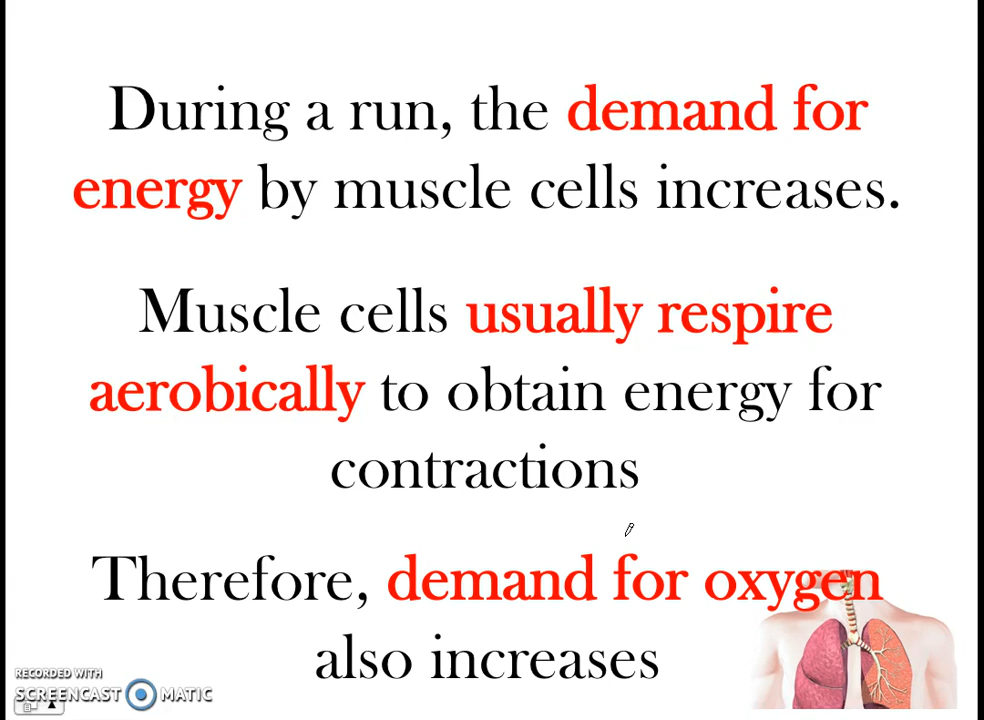 During a run, the demand for
energy by muscle cells increases.
Muscle cells usually respire
aerobically to obtain energy for
contractions
Therefore, demand for oxygen
also increases
RECORDED WITH
SCREENCAST MATIC